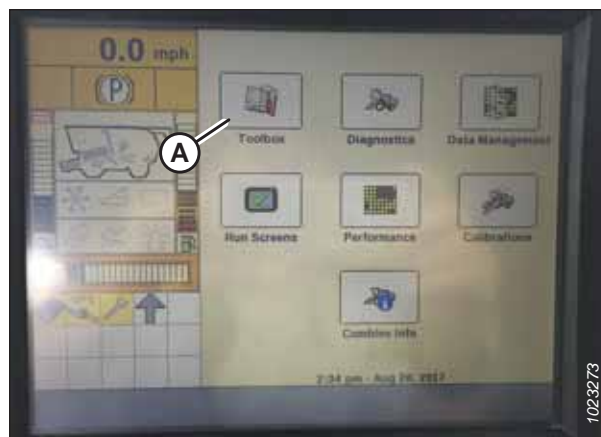 0.0 mph
(P)
A
Toolbox
Diagnostics
Data Management
Run Screens
Performance
Calibrations
Combine Info
2:34 pm - Aug 24, 2017
1023273